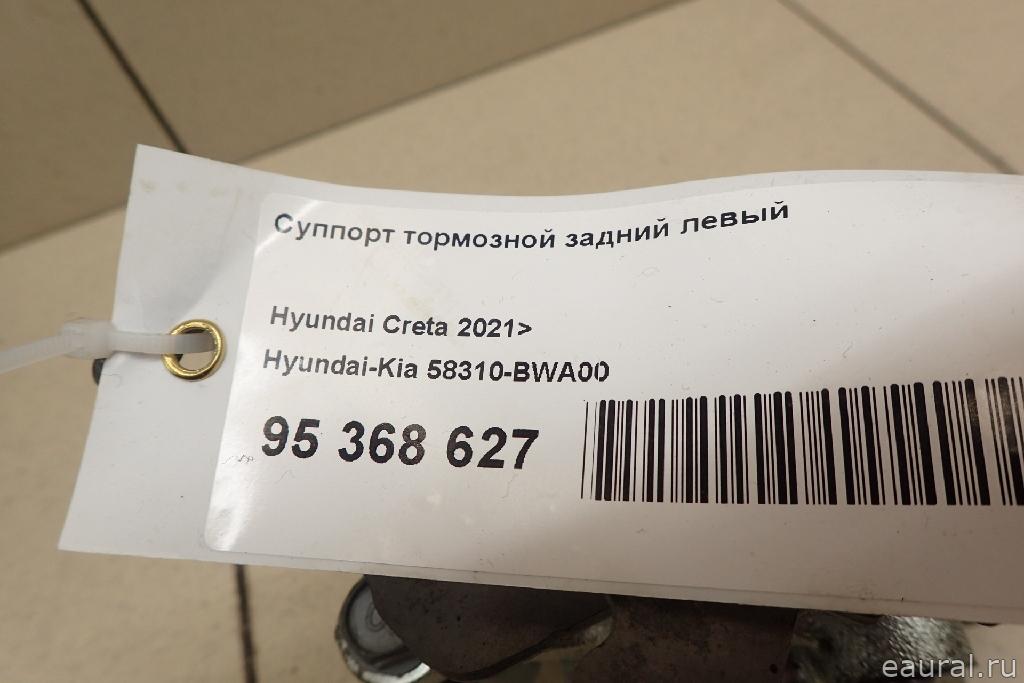 Суппорт тормозной задний левый
Hyundai Creta 2021>
Hyundai-Kia 58310-BWA00
95 368 627
eaural.ru